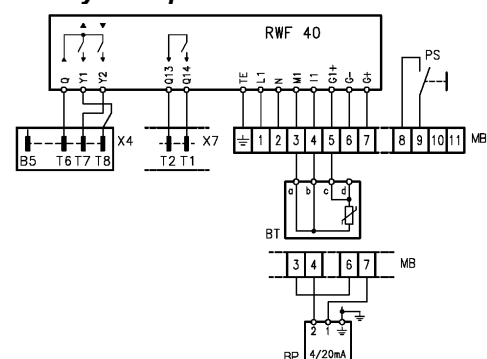 RWF 40
Q Y1 Y2 Q13 Q14 TE L1 N M1 I1 G1+ G- G+
PS
X4 X7
B5 T6 T7 T8 T2 T1
1 2 3 4 5 6 7 8 9 10 11 MB
a b c d
BT
3 4 6 7 MB
2 1
BP 4/20mA